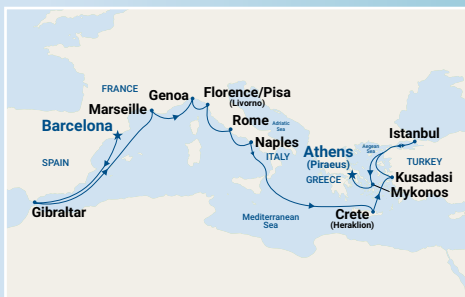 FRANCE
Genoa
Florence/Pisa
(Livorno)
Marseille
Barcelona
Rome
Adriatic
Sea
Naples
ITALY
SPAIN
Istanbul
Aegean
Sea
Athens
(Piraeus)
TURKEY
GREECE
Kusadasi
Mykonos
Gibraltar
Mediterranean
Sea
Crete
(Heraklion)